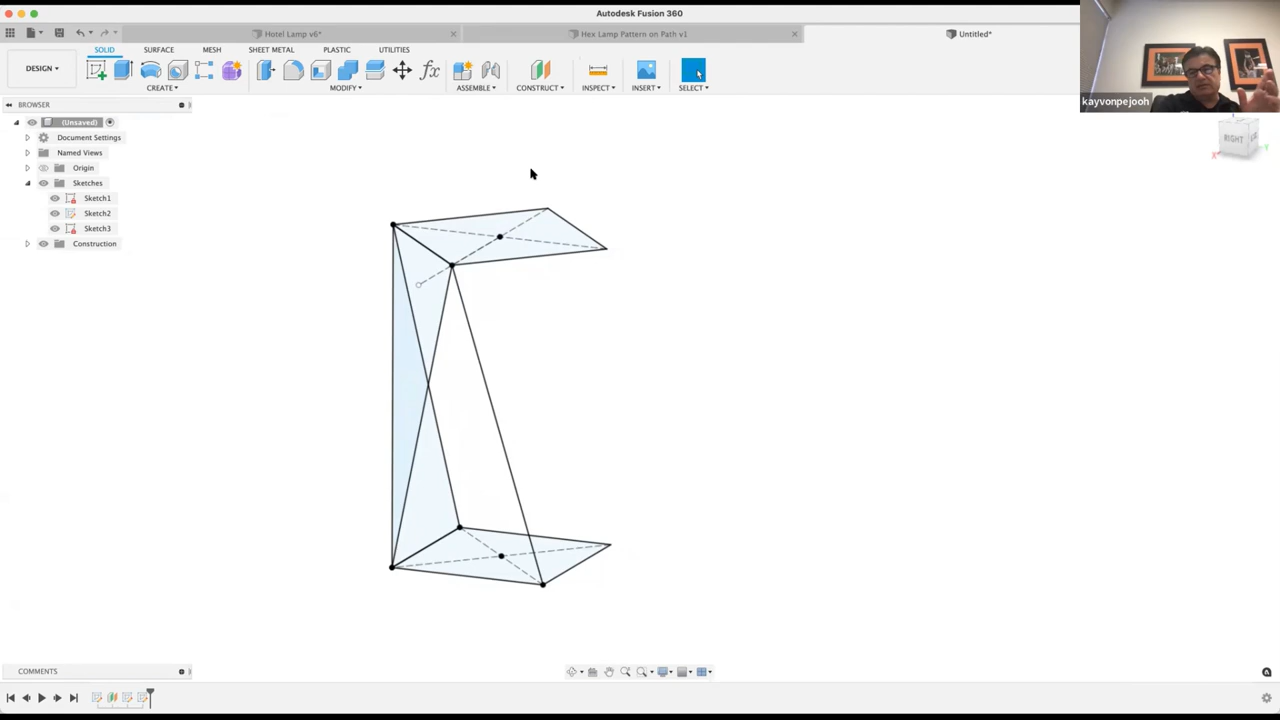 Autodesk Fusion 360
Hotel Lamp v6*
Hex Lamp Pattern on Path v1
Untitled*
SOLID SURFACE MESH SHEET METAL PLASTIC UTILITIES
DESIGN
CREATE MODIFY ASSEMBLE CONSTRUCT INSPECT INSERT SELECT
kayvonpejooh
BROWSER
(Unsaved)
Document Settings
Named Views
Origin
Sketches
Sketch1
Sketch2
Sketch3
Construction
RIGHT
X
Y
COMMENTS